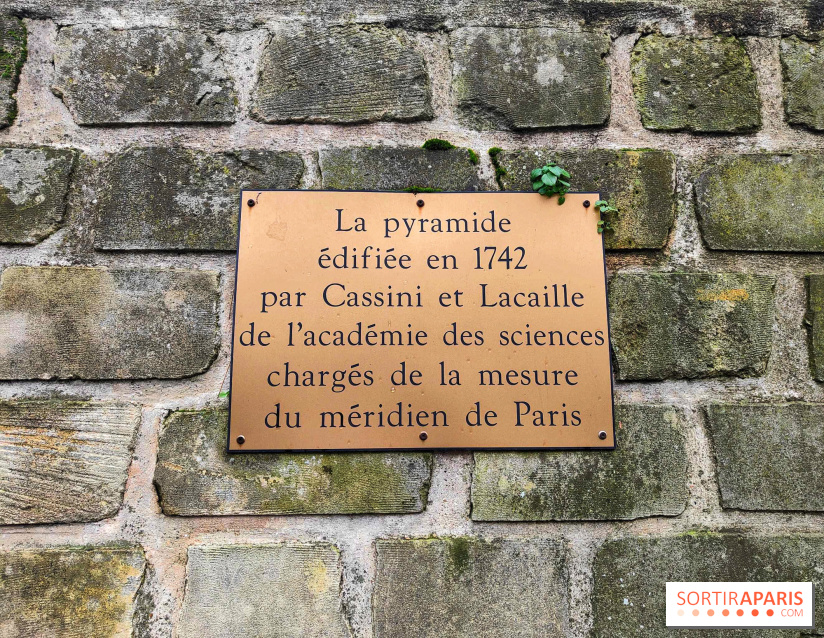 La pyramide
édifiée en 1742
par Cassini et Lacaille
de l'académie des sciences
chargés de la mesure
du méridien de Paris
SORTIRAPARIS
.COM